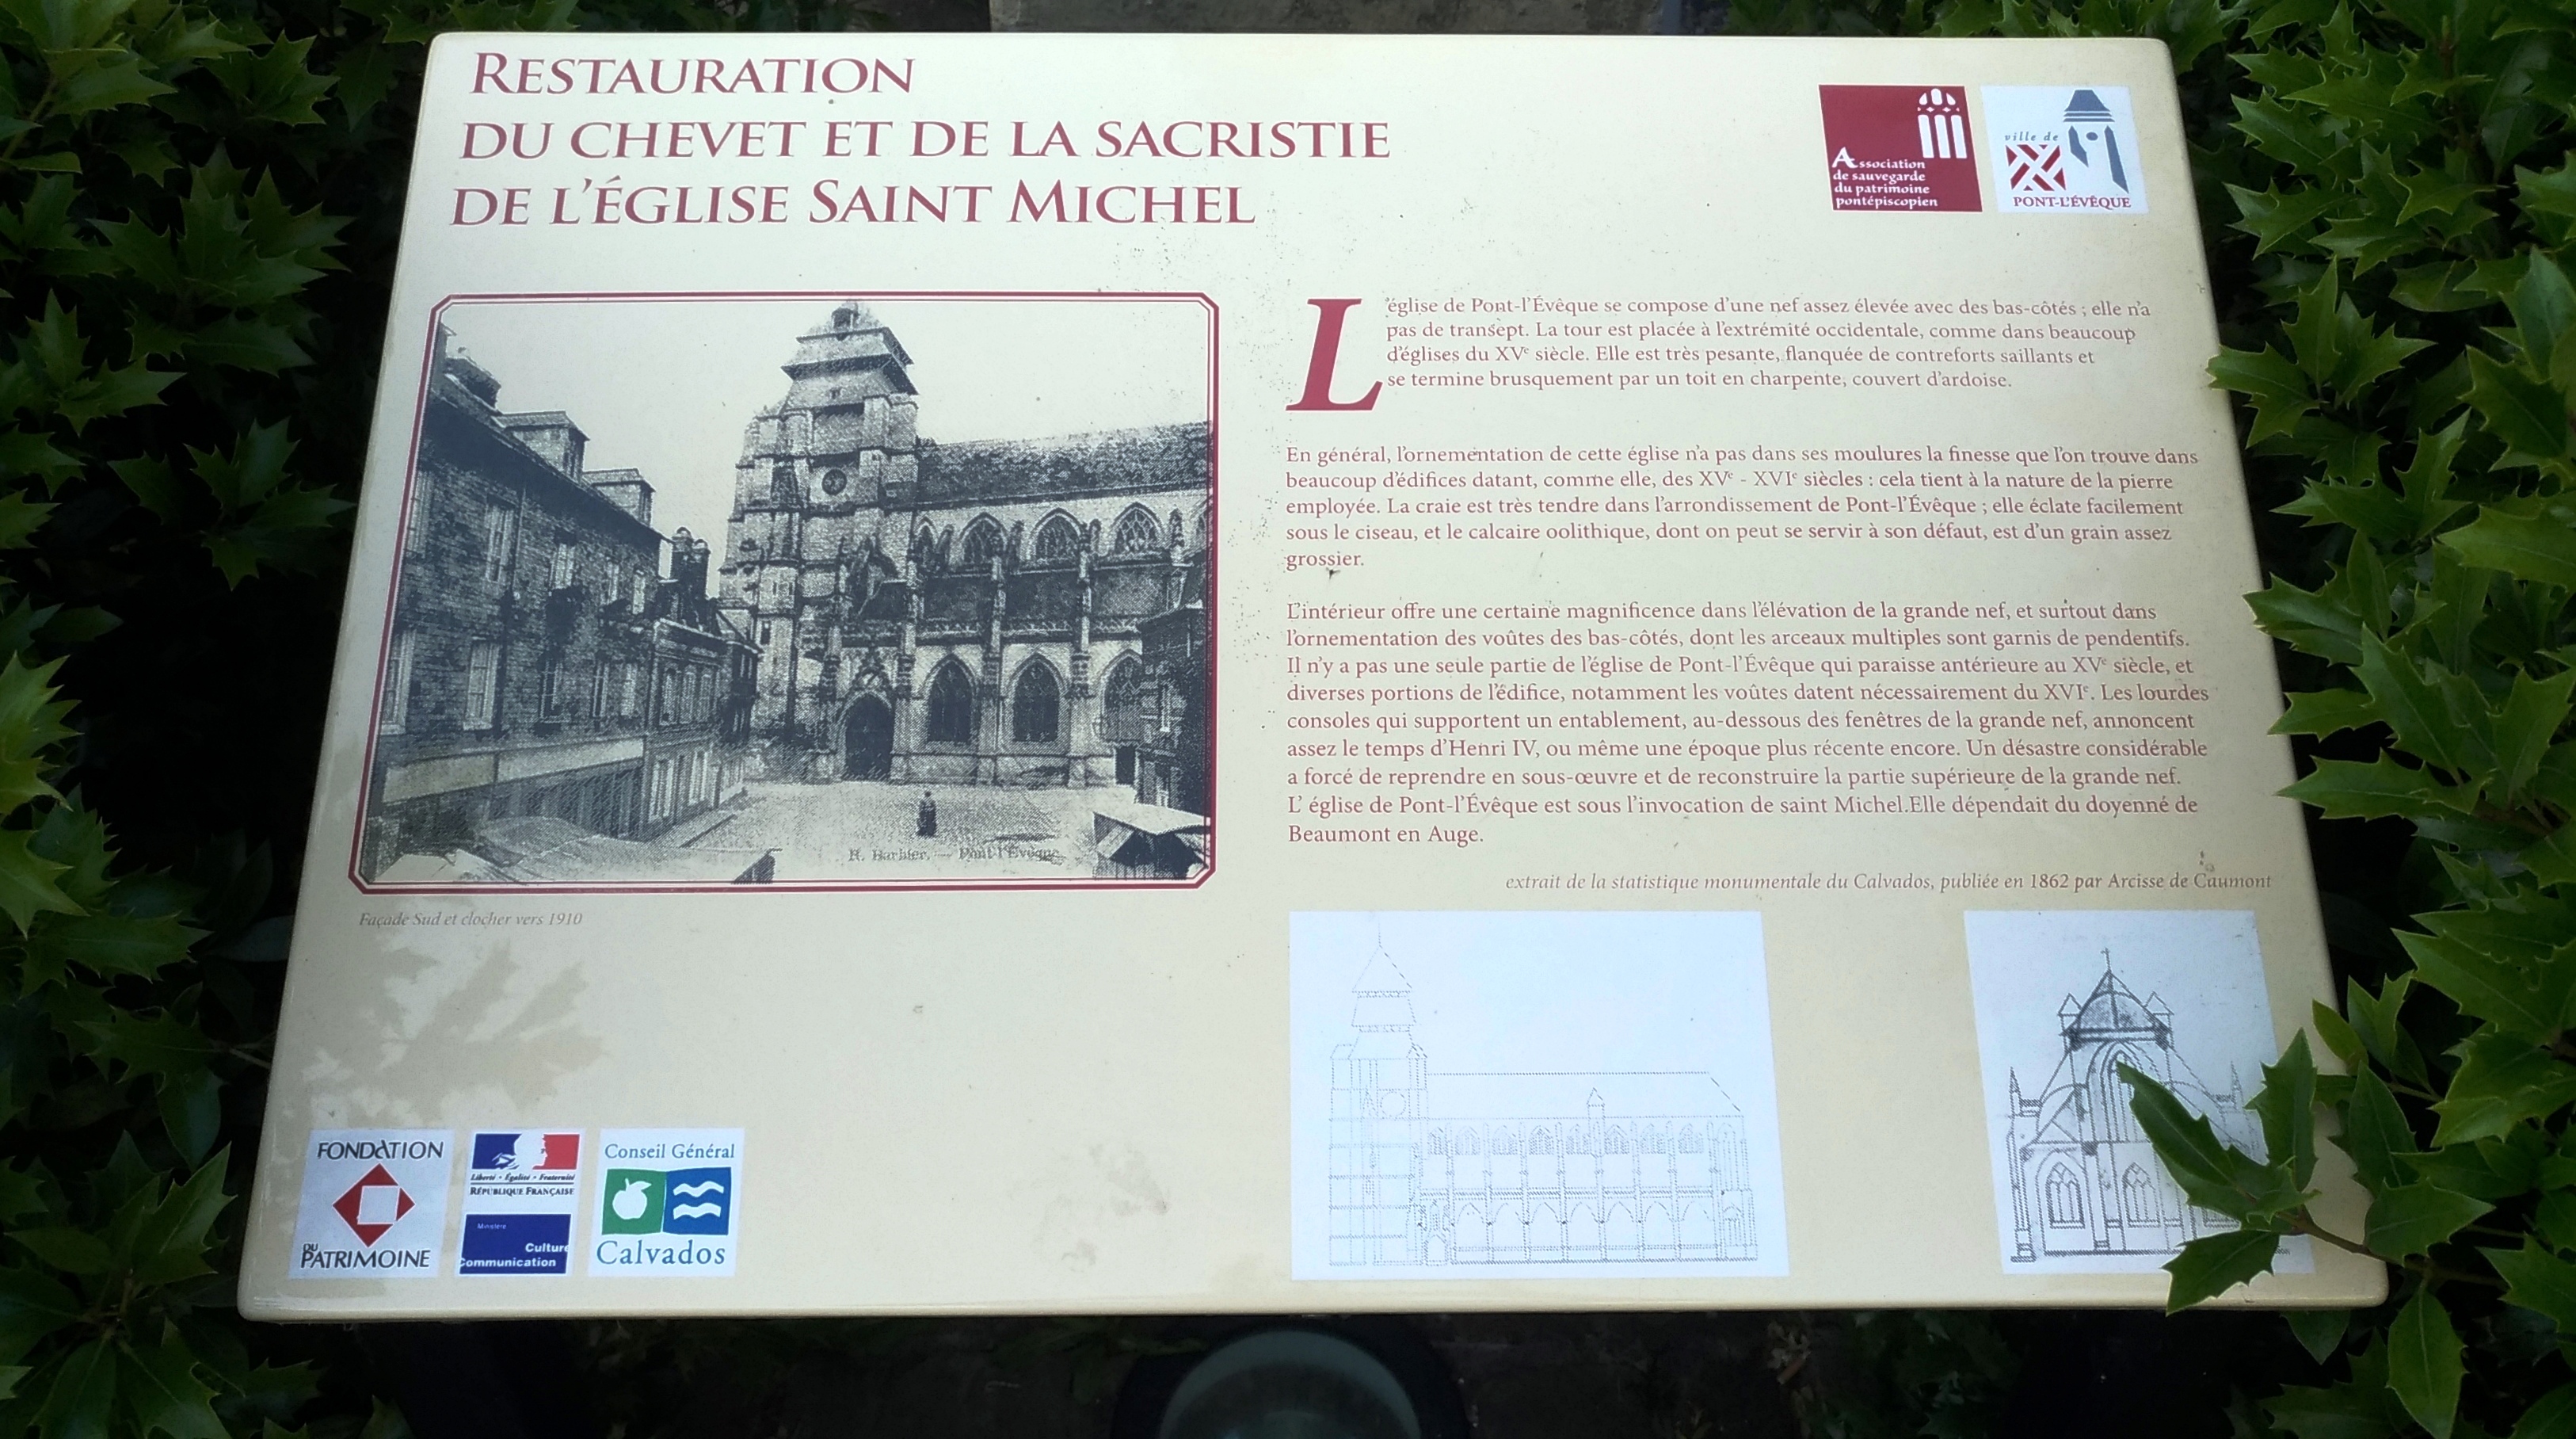 RESTAURATION
DU CHEVET ET DE LA SACRISTIE
DE L'ÉGLISE SAINT MICHEL
Association
de sauvegarde
du patrimoine
pontépiscopien
ville de
PONT-L'ÉVÊQUE
L'église de Pont-l'Évêque se compose d'une nef assez élevée avec des bas-côtés ; elle n'a
pas de transept. La tour est placée à l'extrémité occidentale, comme dans beaucoup
d'églises du XVe siècle. Elle est très pesante, flanquée de contreforts saillants et
se termine brusquement par un toit en charpente, couvert d'ardoise.
En général, l'ornementation de cette église n'a pas dans ses moulures la finesse que l'on trouve dans
beaucoup d'édifices datant, comme elle, des XVe - XVIe siècles : cela tient à la nature de la pierre
employée. La craie est très tendre dans l'arrondissement de Pont-l'Évêque ; elle éclate facilement
sous le ciseau, et le calcaire oolithique, dont on peut se servir à son défaut, est d'un grain assez
grossier.
L'intérieur offre une certaine magnificence dans l'élévation de la grande nef, et surtout dans
l'ornementation des voûtes des bas-côtés, dont les arceaux multiples sont garnis de pendentifs.
Il n'y a pas une seule partie de l'église de Pont-l'Évêque qui paraisse antérieure au XVe siècle, et
diverses portions de l'édifice, notamment les voûtes datent nécessairement du XVIe. Les lourdes
consoles qui supportent un entablement, au-dessous des fenêtres de la grande nef, annoncent
assez le temps d'Henri IV, ou même une époque plus récente encore. Un désastre considérable
a forcé de reprendre en sous-œuvre et de reconstruire la partie supérieure de la grande nef.
L' église de Pont-l'Évêque est sous l'invocation de saint Michel.Elle dépendait du doyenné de
Beaumont en Auge.
extrait de la statistique monumentale du Calvados, publiée en 1862 par Arcisse de Caumont
R. Barbier. — Pont-l'Évêque
Façade Sud et clocher vers 1910
FONDATION
DU
PATRIMOINE
Liberté • Égalité • Fraternité
RÉPUBLIQUE FRANÇAISE
Ministère
Culture
Communication
Conseil Général
Calvados